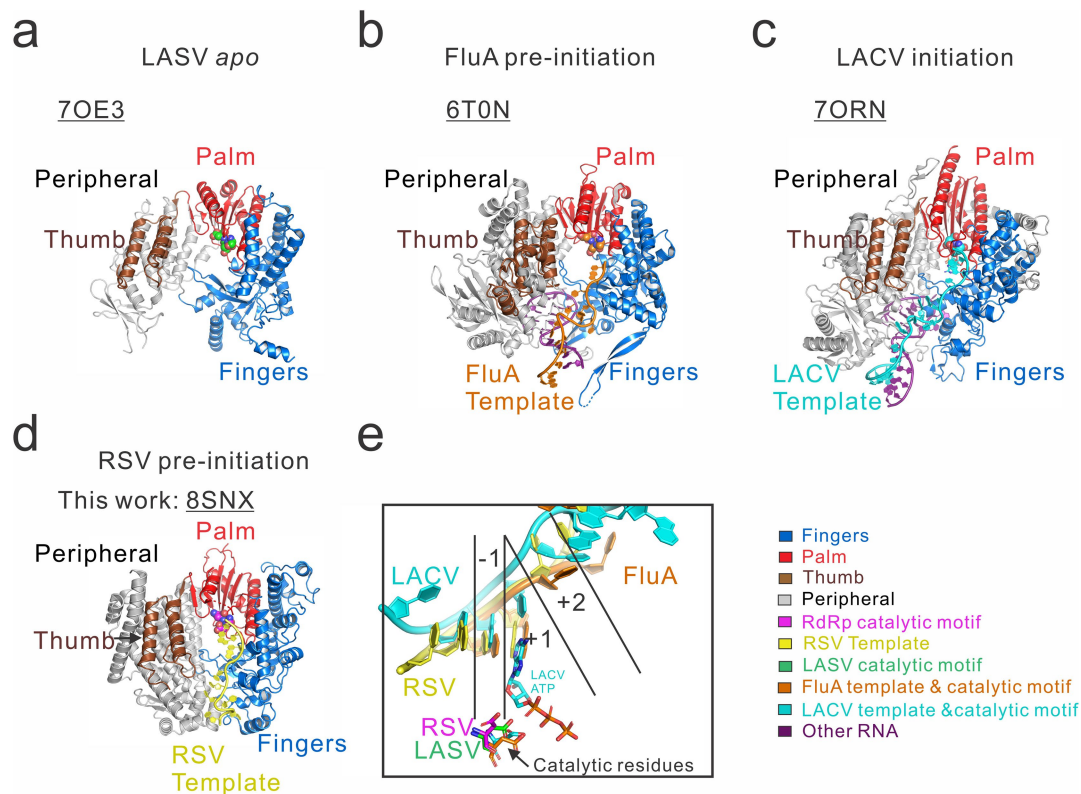 a
LASV apo
7OE3
Palm
Peripheral
Thumb
Fingers
b
FluA pre-initiation
6T0N
Palm
Peripheral
Thumb
FluA
Template
Fingers
c
LACV initiation
7ORN
Palm
Peripheral
Thumb
LACV
Template
Fingers
d
RSV pre-initiation
This work: 8SNX
Palm
Peripheral
Thumb
RSV
Template
Fingers
e
-1
LACV
FluA
+2
+1
RSV
LACV
ATP
RSV
LASV
Catalytic residues
Fingers
Palm
Thumb
Peripheral
RdRp catalytic motif
RSV Template
LASV catalytic motif
FluA template & catalytic motif
LACV template &catalytic motif
Other RNA